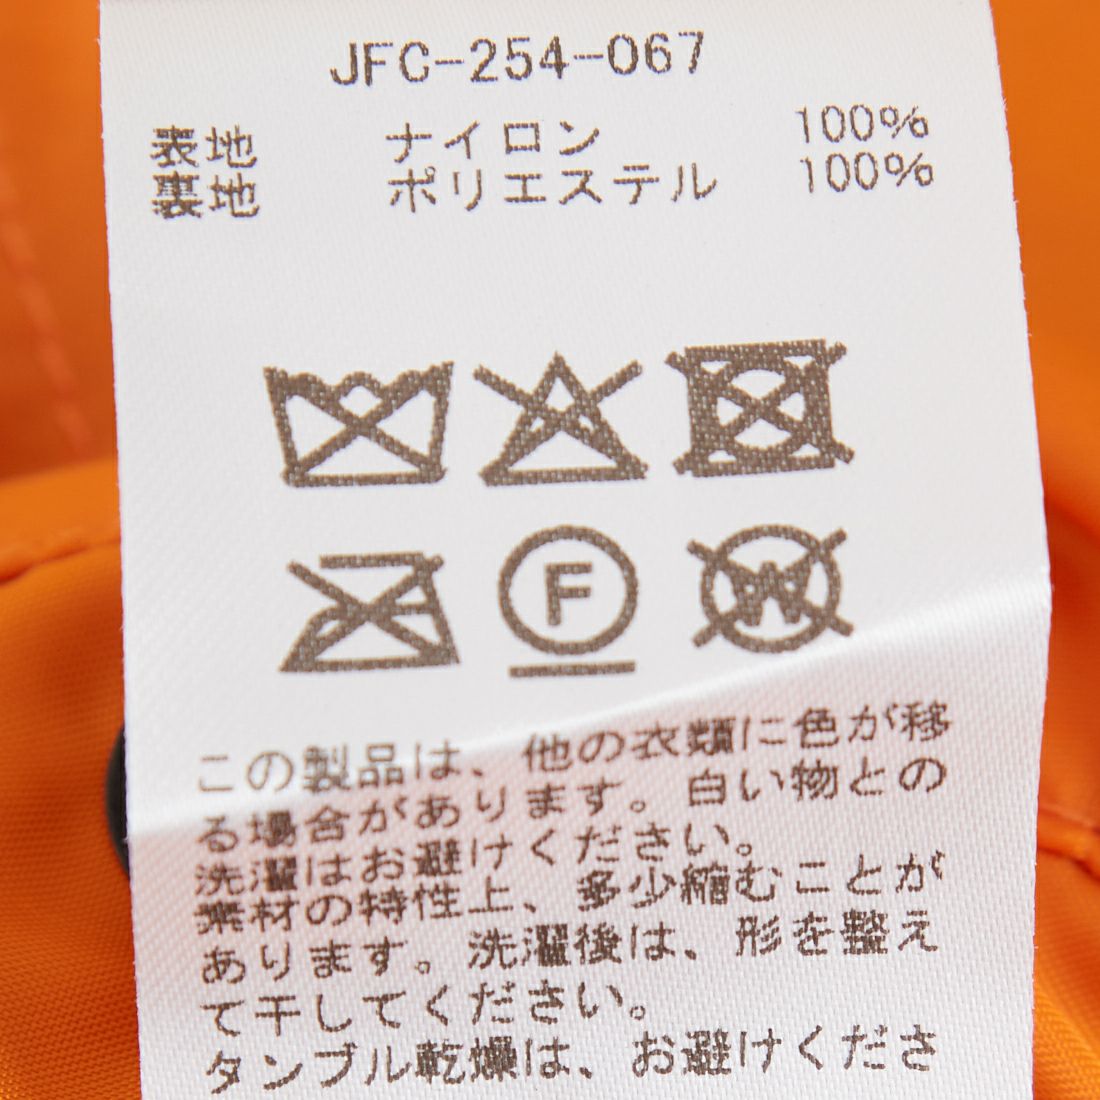 JFC-254-067
表地 ナイロン 100%
裏地 ポリエステル 100%
F
W
この製品は、他の衣類に色が移
る場合があります。白い物との
洗濯はお避けください。
素材の特性上、多少縮むことが
あります。洗濯後は、形を整え
て干してください。
タンブル乾燥は、お避けくださ